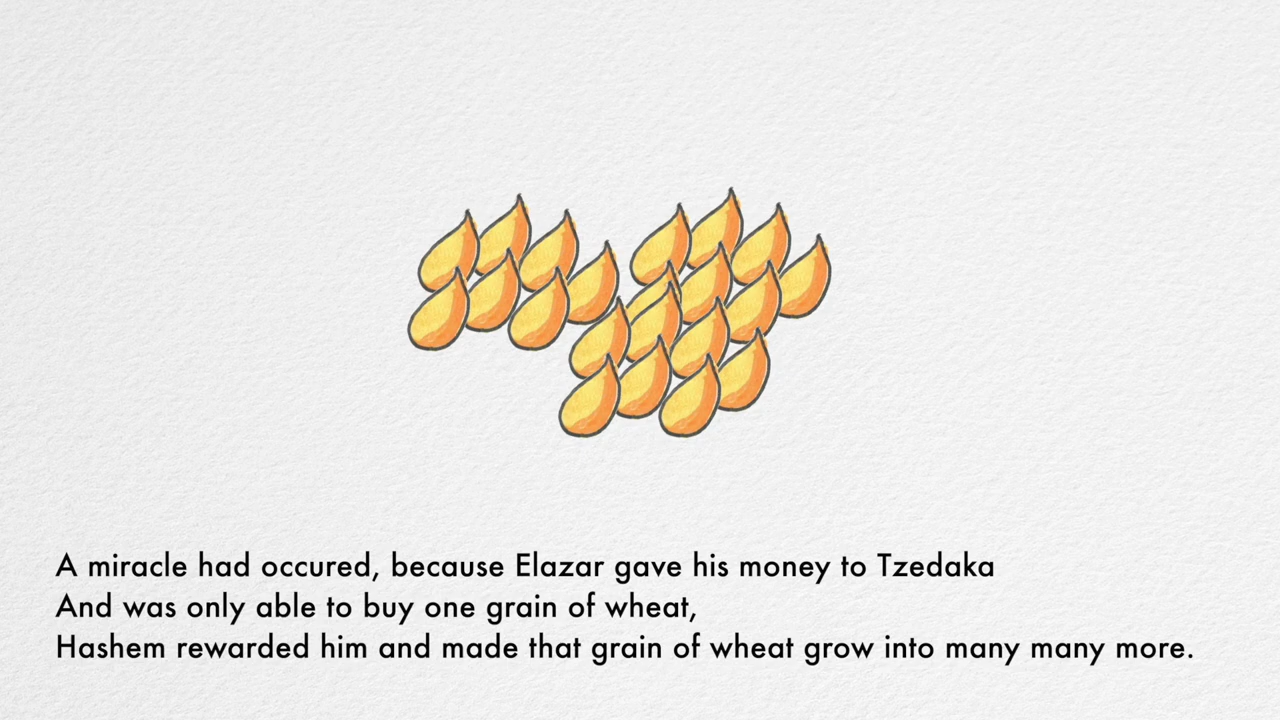 A miracle had occured, because Elazar gave his money to Tzedaka
And was only able to buy one grain of wheat,
Hashem rewarded him and made that grain of wheat grow into many many more.